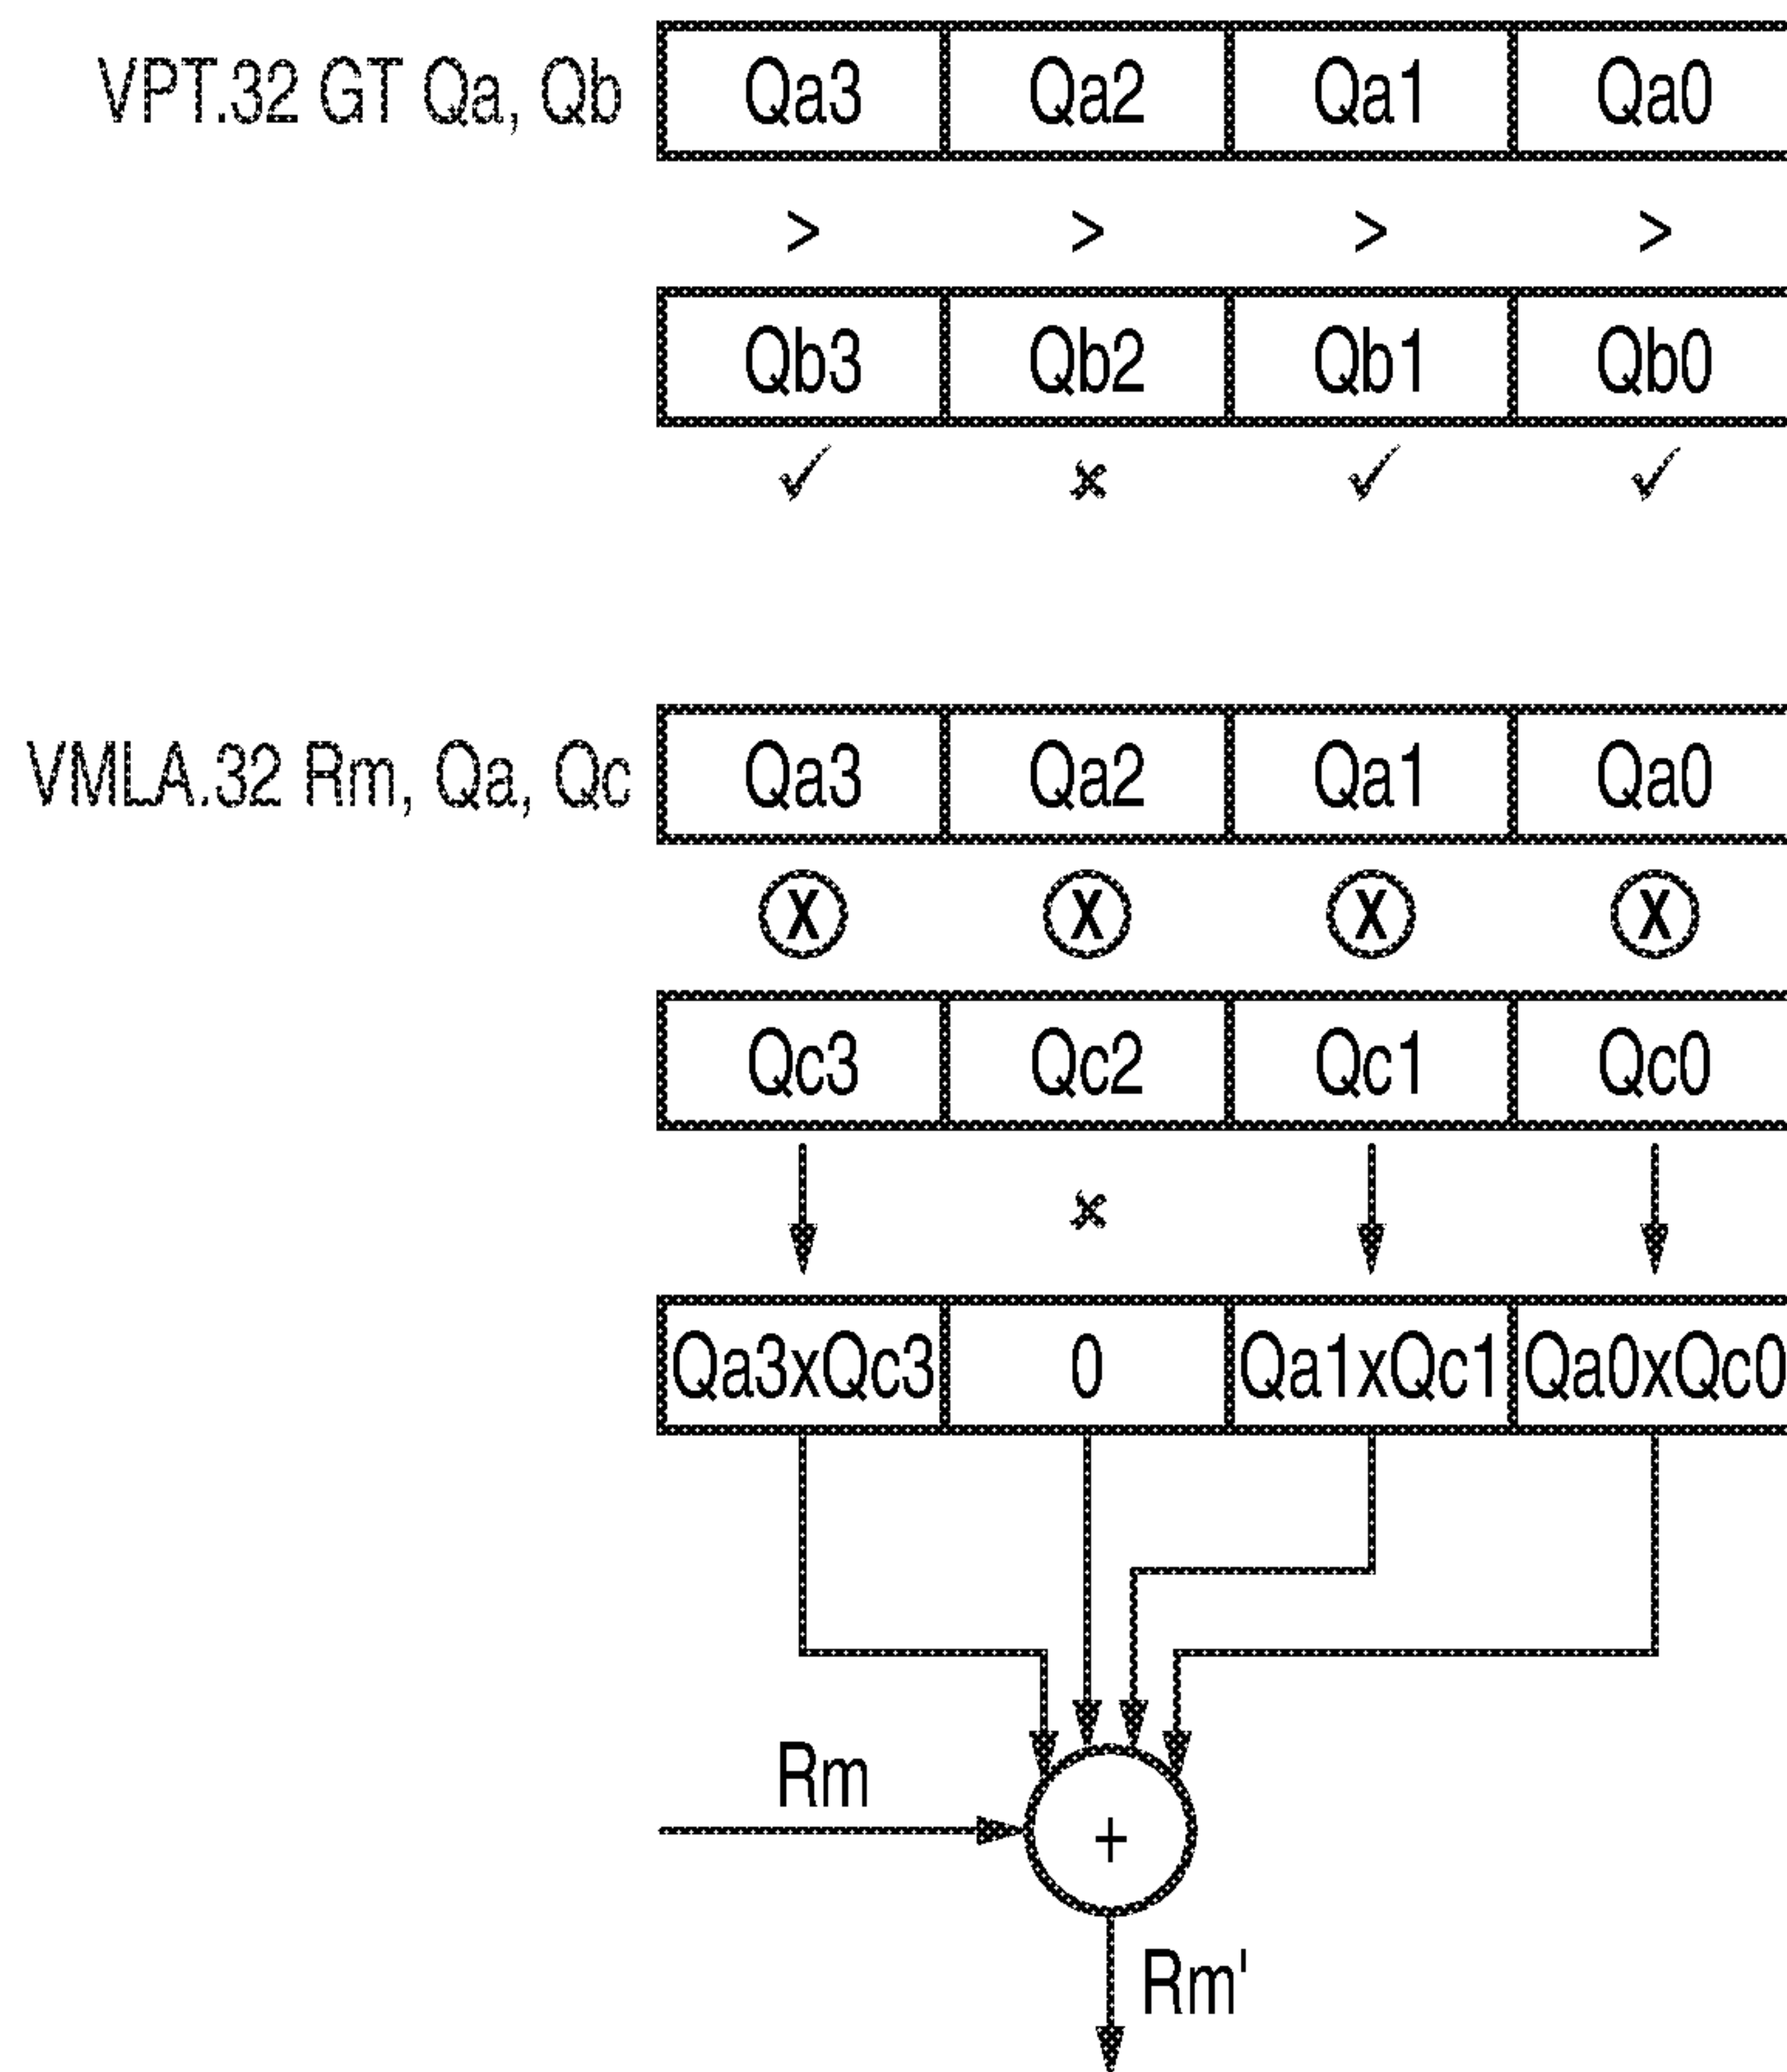 VPT.32 GT Qa, Qb Qa3 Qa2 Qa1 Qa0
> > > >
Qb3 Qb2 Qb1 Qb0
✓ × ✓ ✓
VMLA.32 Rm, Qa, Qc Qa3 Qa2 Qa1 Qa0
X X X X
Qc3 Qc2 Qc1 Qc0
×
Qa3xQc3 0 Qa1xQc1 Qa0xQc0
Rm
+
Rm'